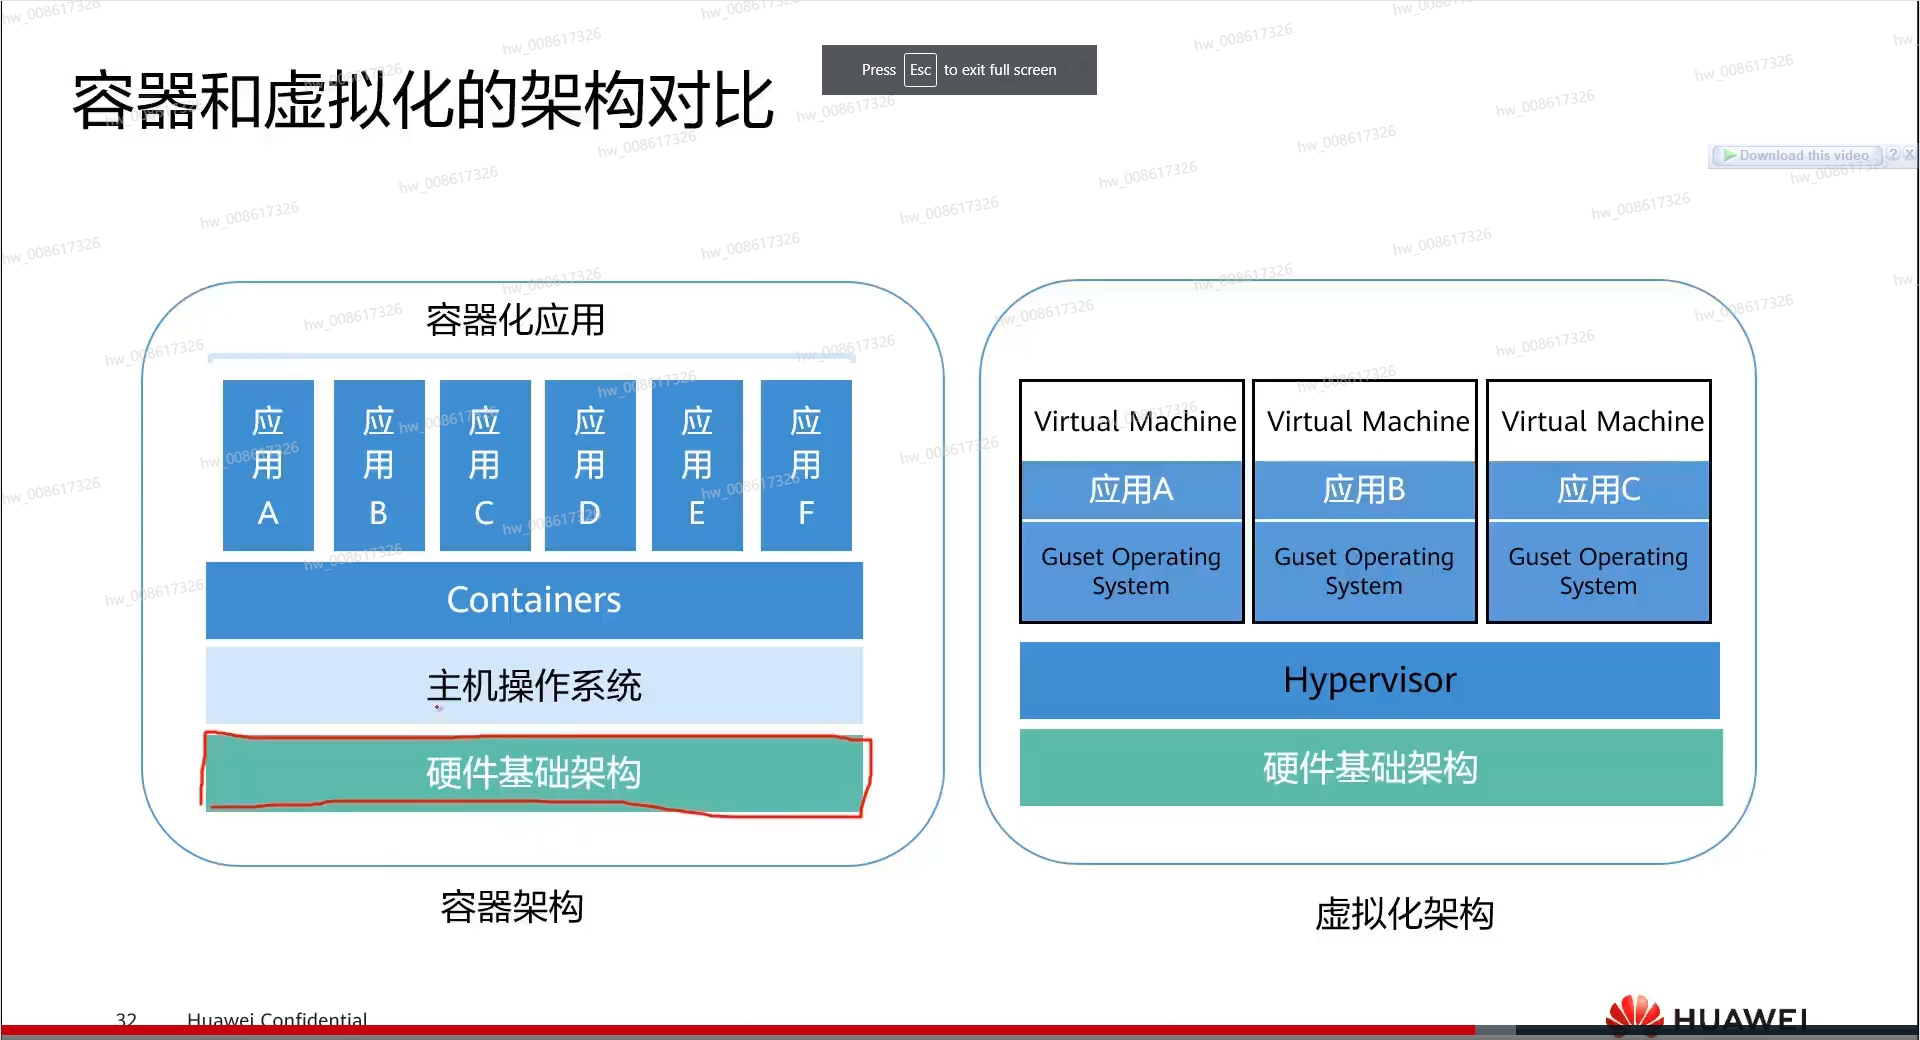 容器和虚拟化的架构对比
Press Esc to exit full screen
Download this video ? X
容器化应用
应用A
应用B
应用C
应用D
应用E
应用F
Containers
主机操作系统
硬件基础架构
容器架构
Virtual Machine
Virtual Machine
Virtual Machine
应用A
应用B
应用C
Guset Operating
System
Guset Operating
System
Guset Operating
System
Hypervisor
硬件基础架构
虚拟化架构
32
Huawei Confidential
HUAWEI
hw_008617326